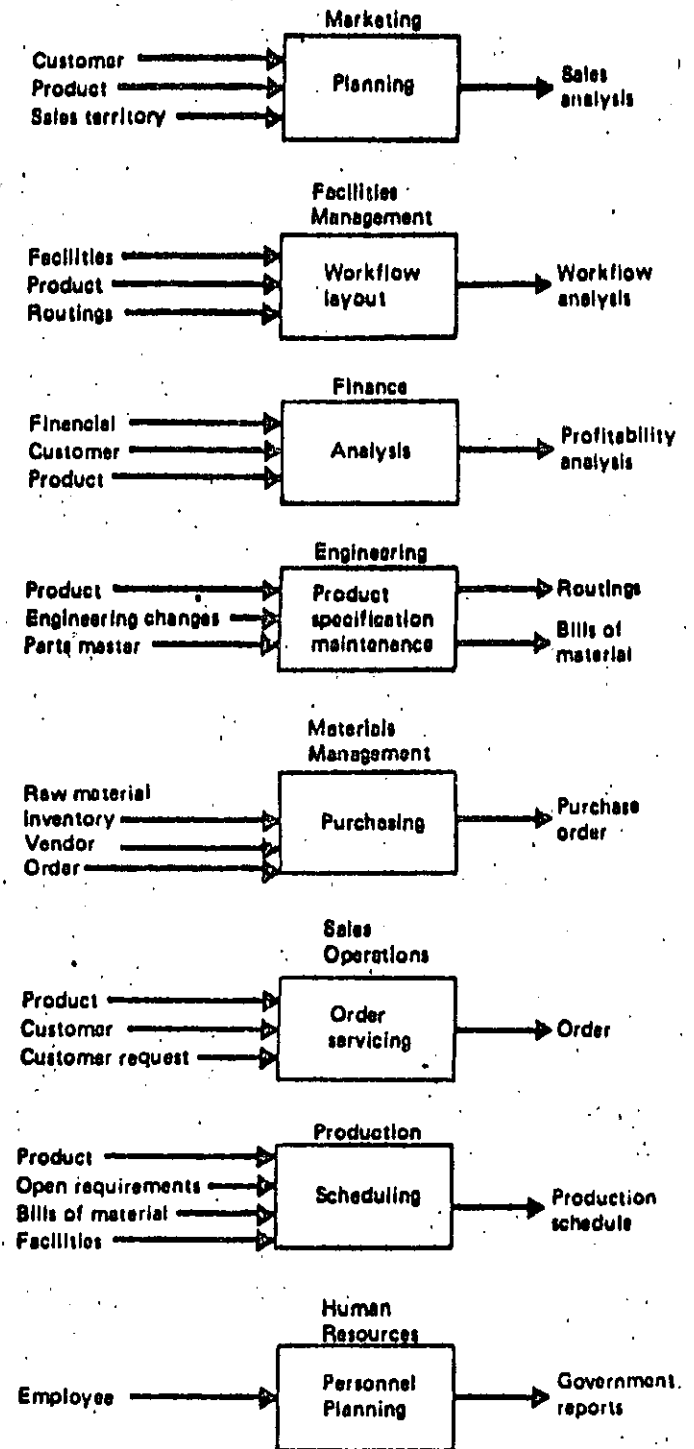 Marketing
Customer
Product
Sales territory
Planning
Sales
analysis
Facilities
Management
Facilities
Product
Routings
Workflow
layout
Workflow
analysis
Finance
Financial
Customer
Product
Analysis
Profitability
analysis
Engineering
Product
Engineering changes
Parts master
Product
specification
maintenance
Routings
Bills of
material
Materials
Management
Raw material
Inventory
Vendor
Order
Purchasing
Purchase
order
Sales
Operations
Product
Customer
Customer request
Order
servicing
Order
Production
Product
Open requirements
Bills of material
Facilities
Scheduling
Production
schedule
Human
Resources
Employee
Personnel
Planning
Government
reports